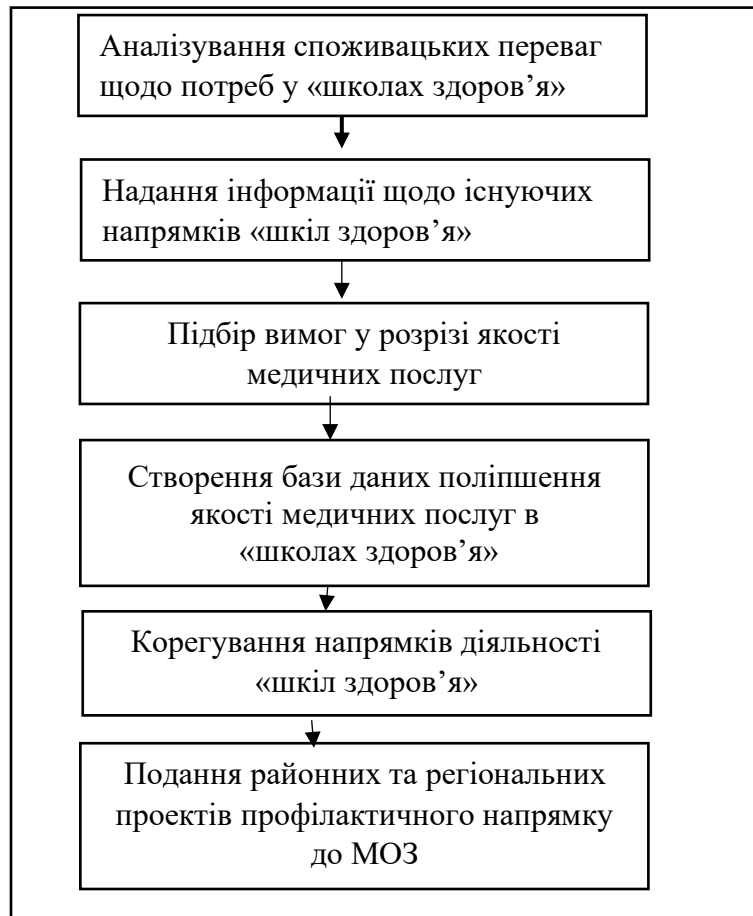 Аналізування споживацьких переваг
щодо потреб у «школах здоров’я»
Надання інформації щодо існуючих
напрямків «шкіл здоров’я»
Підбір вимог у розрізі якості
медичних послуг
Створення бази даних поліпшення
якості медичних послуг в
«школах здоров’я»
Корегування напрямків діяльності
«шкіл здоров’я»
Подання районних та регіональних
проектів профілактичного напрямку
до МОЗ